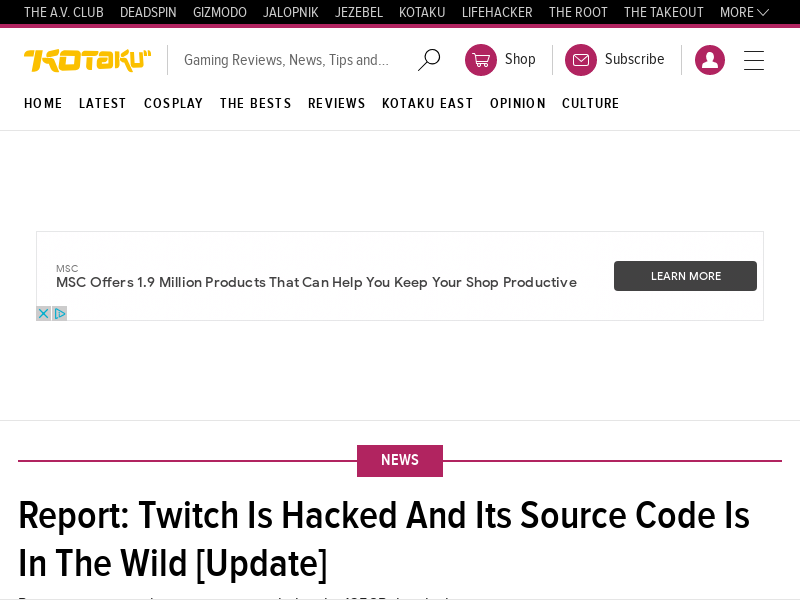 THE A.V. CLUB DEADSPIN GIZMODO JALOPNIK JEZEBEL KOTAKU LIFEHACKER THE ROOT THE TAKEOUT MORE
KOTAKU Gaming Reviews, News, Tips and... Shop Subscribe
HOME LATEST COSPLAY THE BESTS REVIEWS KOTAKU EAST OPINION CULTURE
MSC
MSC Offers 1.9 Million Products That Can Help You Keep Your Shop Productive
LEARN MORE
NEWS
Report: Twitch Is Hacked And Its Source Code Is
In The Wild [Update]